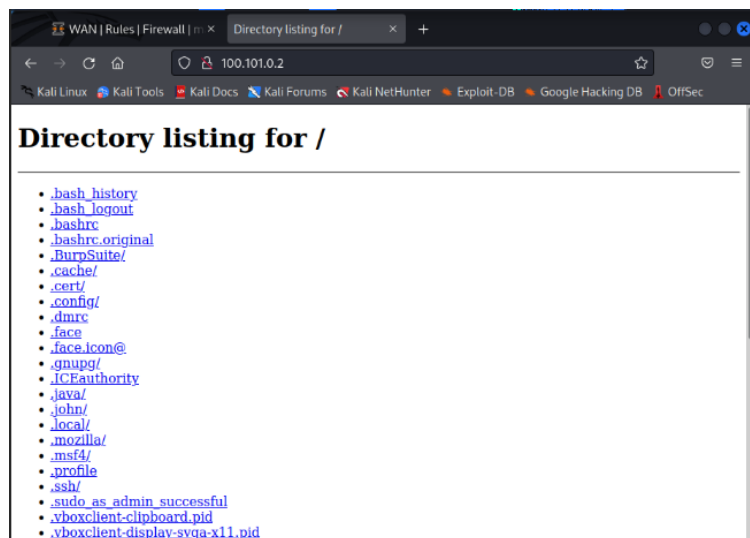 WAN | Rules | Firewall | m
Directory listing for /
100.101.0.2
Kali Linux Kali Tools Kali Docs Kali Forums Kali NetHunter Exploit-DB Google Hacking DB OffSec
Directory listing for /
.bash_history
.bash_logout
.bashrc
.bashrc.original
.BurpSuite/
.cache/
.cert/
.config/
.dmrc
.face
.face.icon@
.gnupg/
.ICEauthority
.java/
.john/
.local/
.mozilla/
.msf4/
.profile
.ssh/
.sudo_as_admin_successful
.vboxclient-clipboard.pid
.vboxclient-display-svga-x11.pid